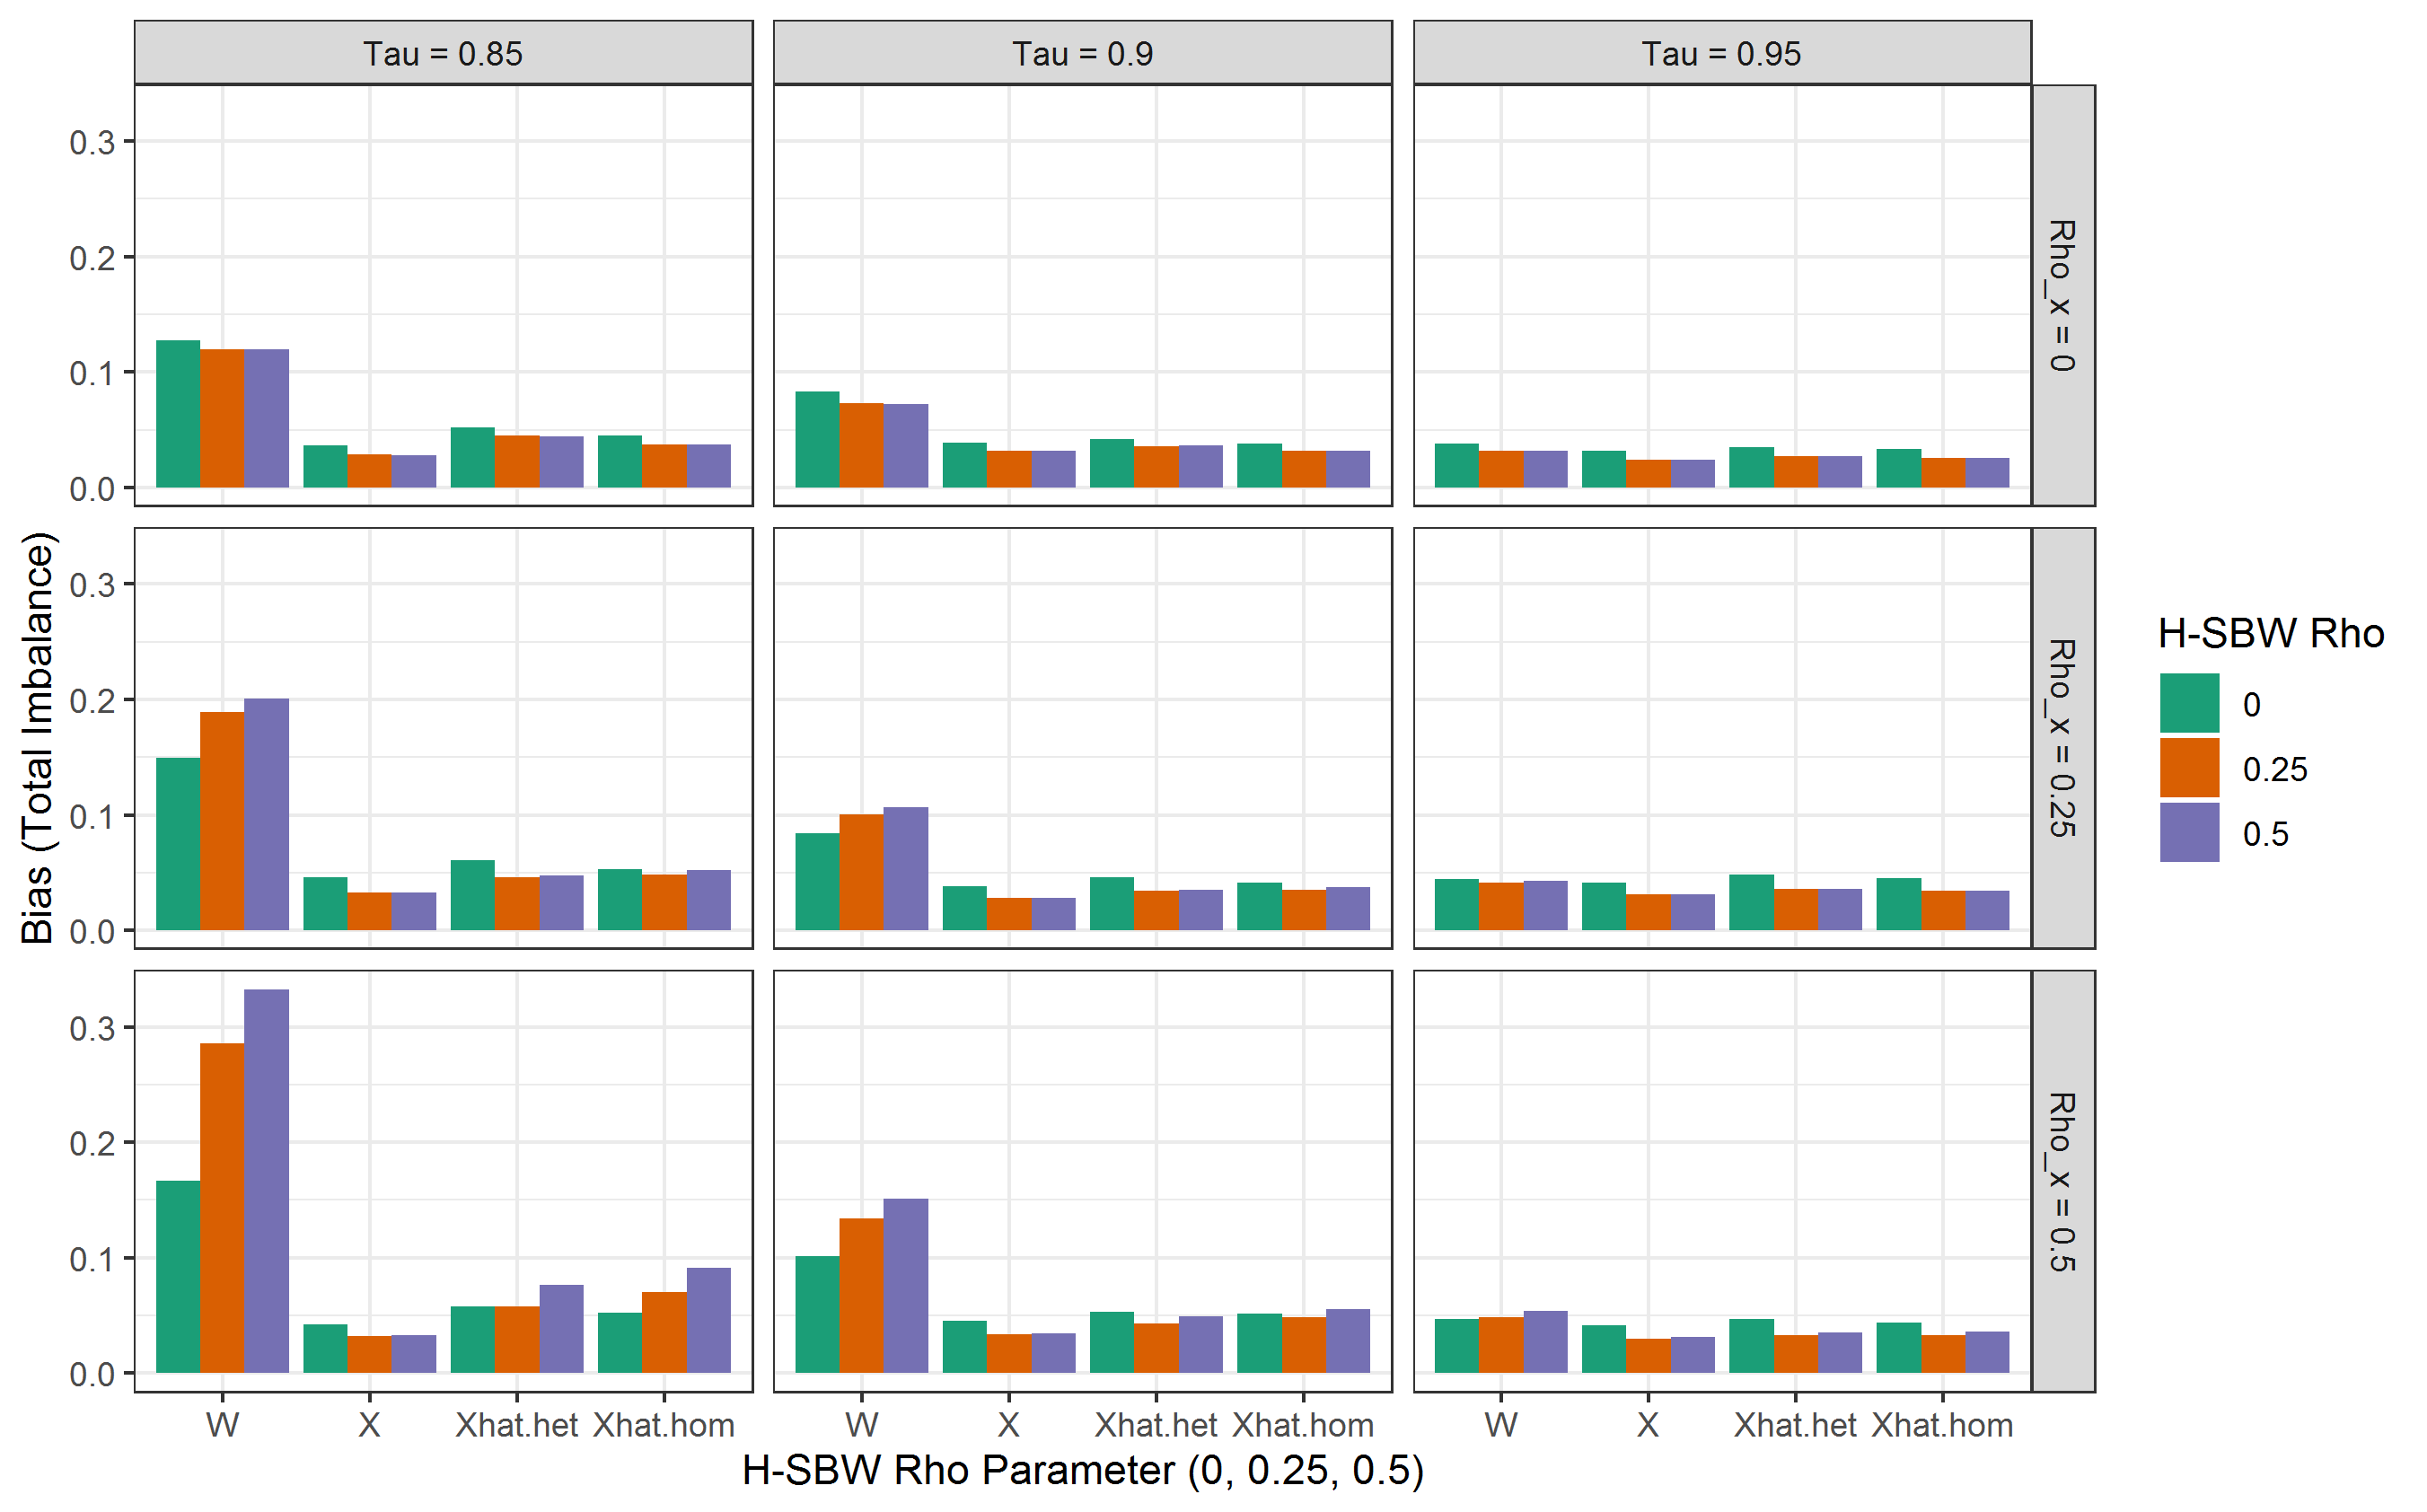 Tau = 0.85
Tau = 0.9
Tau = 0.95
0.3
0.2
0.1
0.0
Rho_x = 0
0.3
0.2
0.1
0.0
Rho_x = 0.25
0.3
0.2
0.1
0.0
Rho_x = 0.5
Bias (Total Imbalance)
W X Xhat.het Xhat.hom
W X Xhat.het Xhat.hom
W X Xhat.het Xhat.hom
H-SBW Rho Parameter (0, 0.25, 0.5)
H-SBW Rho
0
0.25
0.5